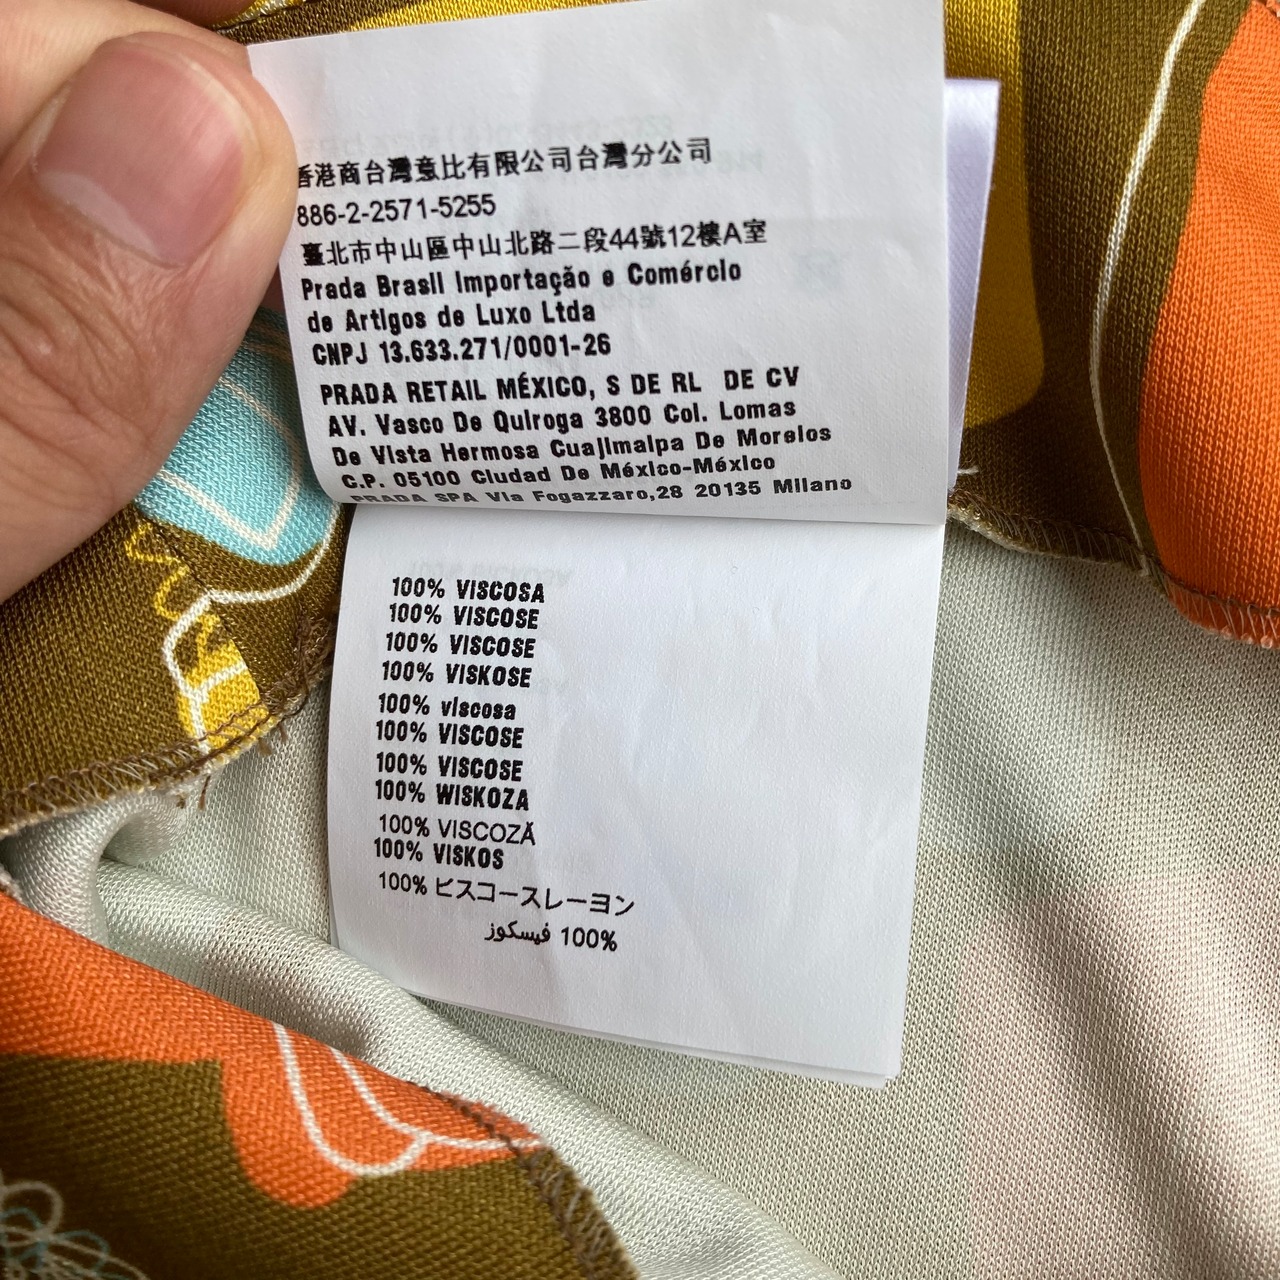 香港商台灣意比有限公司台灣分公司
886-2-2571-5255
臺北市中山區中山北路二段44號12樓A室
Prada Brasil Importação e Comércio
de Artigos de Luxo Ltda
CNPJ 13.633.271/0001-26
PRADA RETAIL MÉXICO, S DE RL DE CV
AV. Vasco De Quiroga 3800 Col. Lomas
De Vista Hermosa Cuajimalpa De Morelos
C.P. 05100 Ciudad De México-México
PRADA SPA Via Fogazzaro,28 20135 Milano
100% VISCOSA
100% VISCOSE
100% VISCOSE
100% VISKOSE
100% viscosa
100% VISCOSE
100% VISCOSE
100% WISKOZA
100% VISCOZĂ
100% VISKOS
100% ビスコースレーヨン
100% فيسكوز